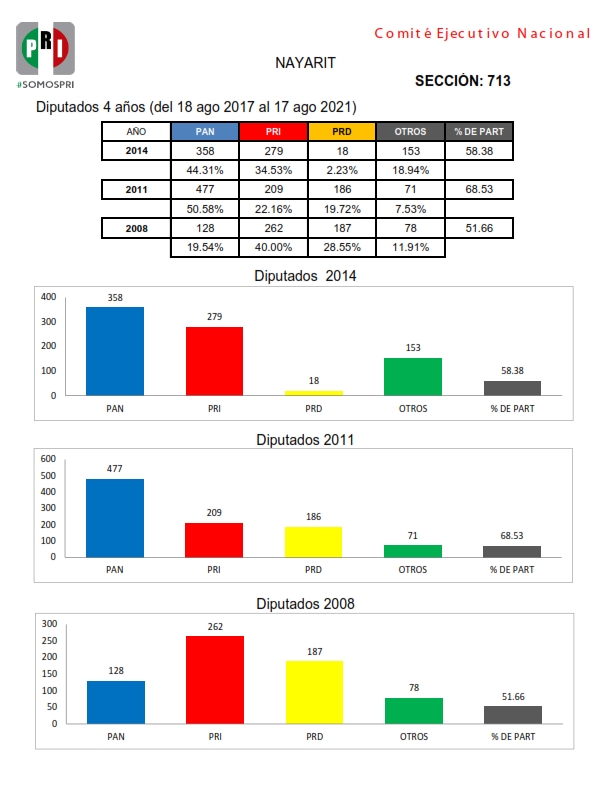 Comité Ejecutivo Nacional
PRI
#SOMOSPRI
NAYARIT
SECCIÓN: 713
Diputados 4 años (del 18 ago 2017 al 17 ago 2021)
AÑO PAN PRI PRD OTROS % DE PART
2014 358 279 18 153 58.38
44.31% 34.53% 2.23% 18.94%
2011 477 209 186 71 68.53
50.58% 22.16% 19.72% 7.53%
2008 128 262 187 78 51.66
19.54% 40.00% 28.55% 11.91%
Diputados 2014
400
300
200
100
0
358 279 18 153 58.38
PAN PRI PRD OTROS % DE PART
Diputados 2011
600
500
400
300
200
100
0
477 209 186 71 68.53
PAN PRI PRD OTROS % DE PART
Diputados 2008
300
250
200
150
100
50
0
128 262 187 78 51.66
PAN PRI PRD OTROS % DE PART